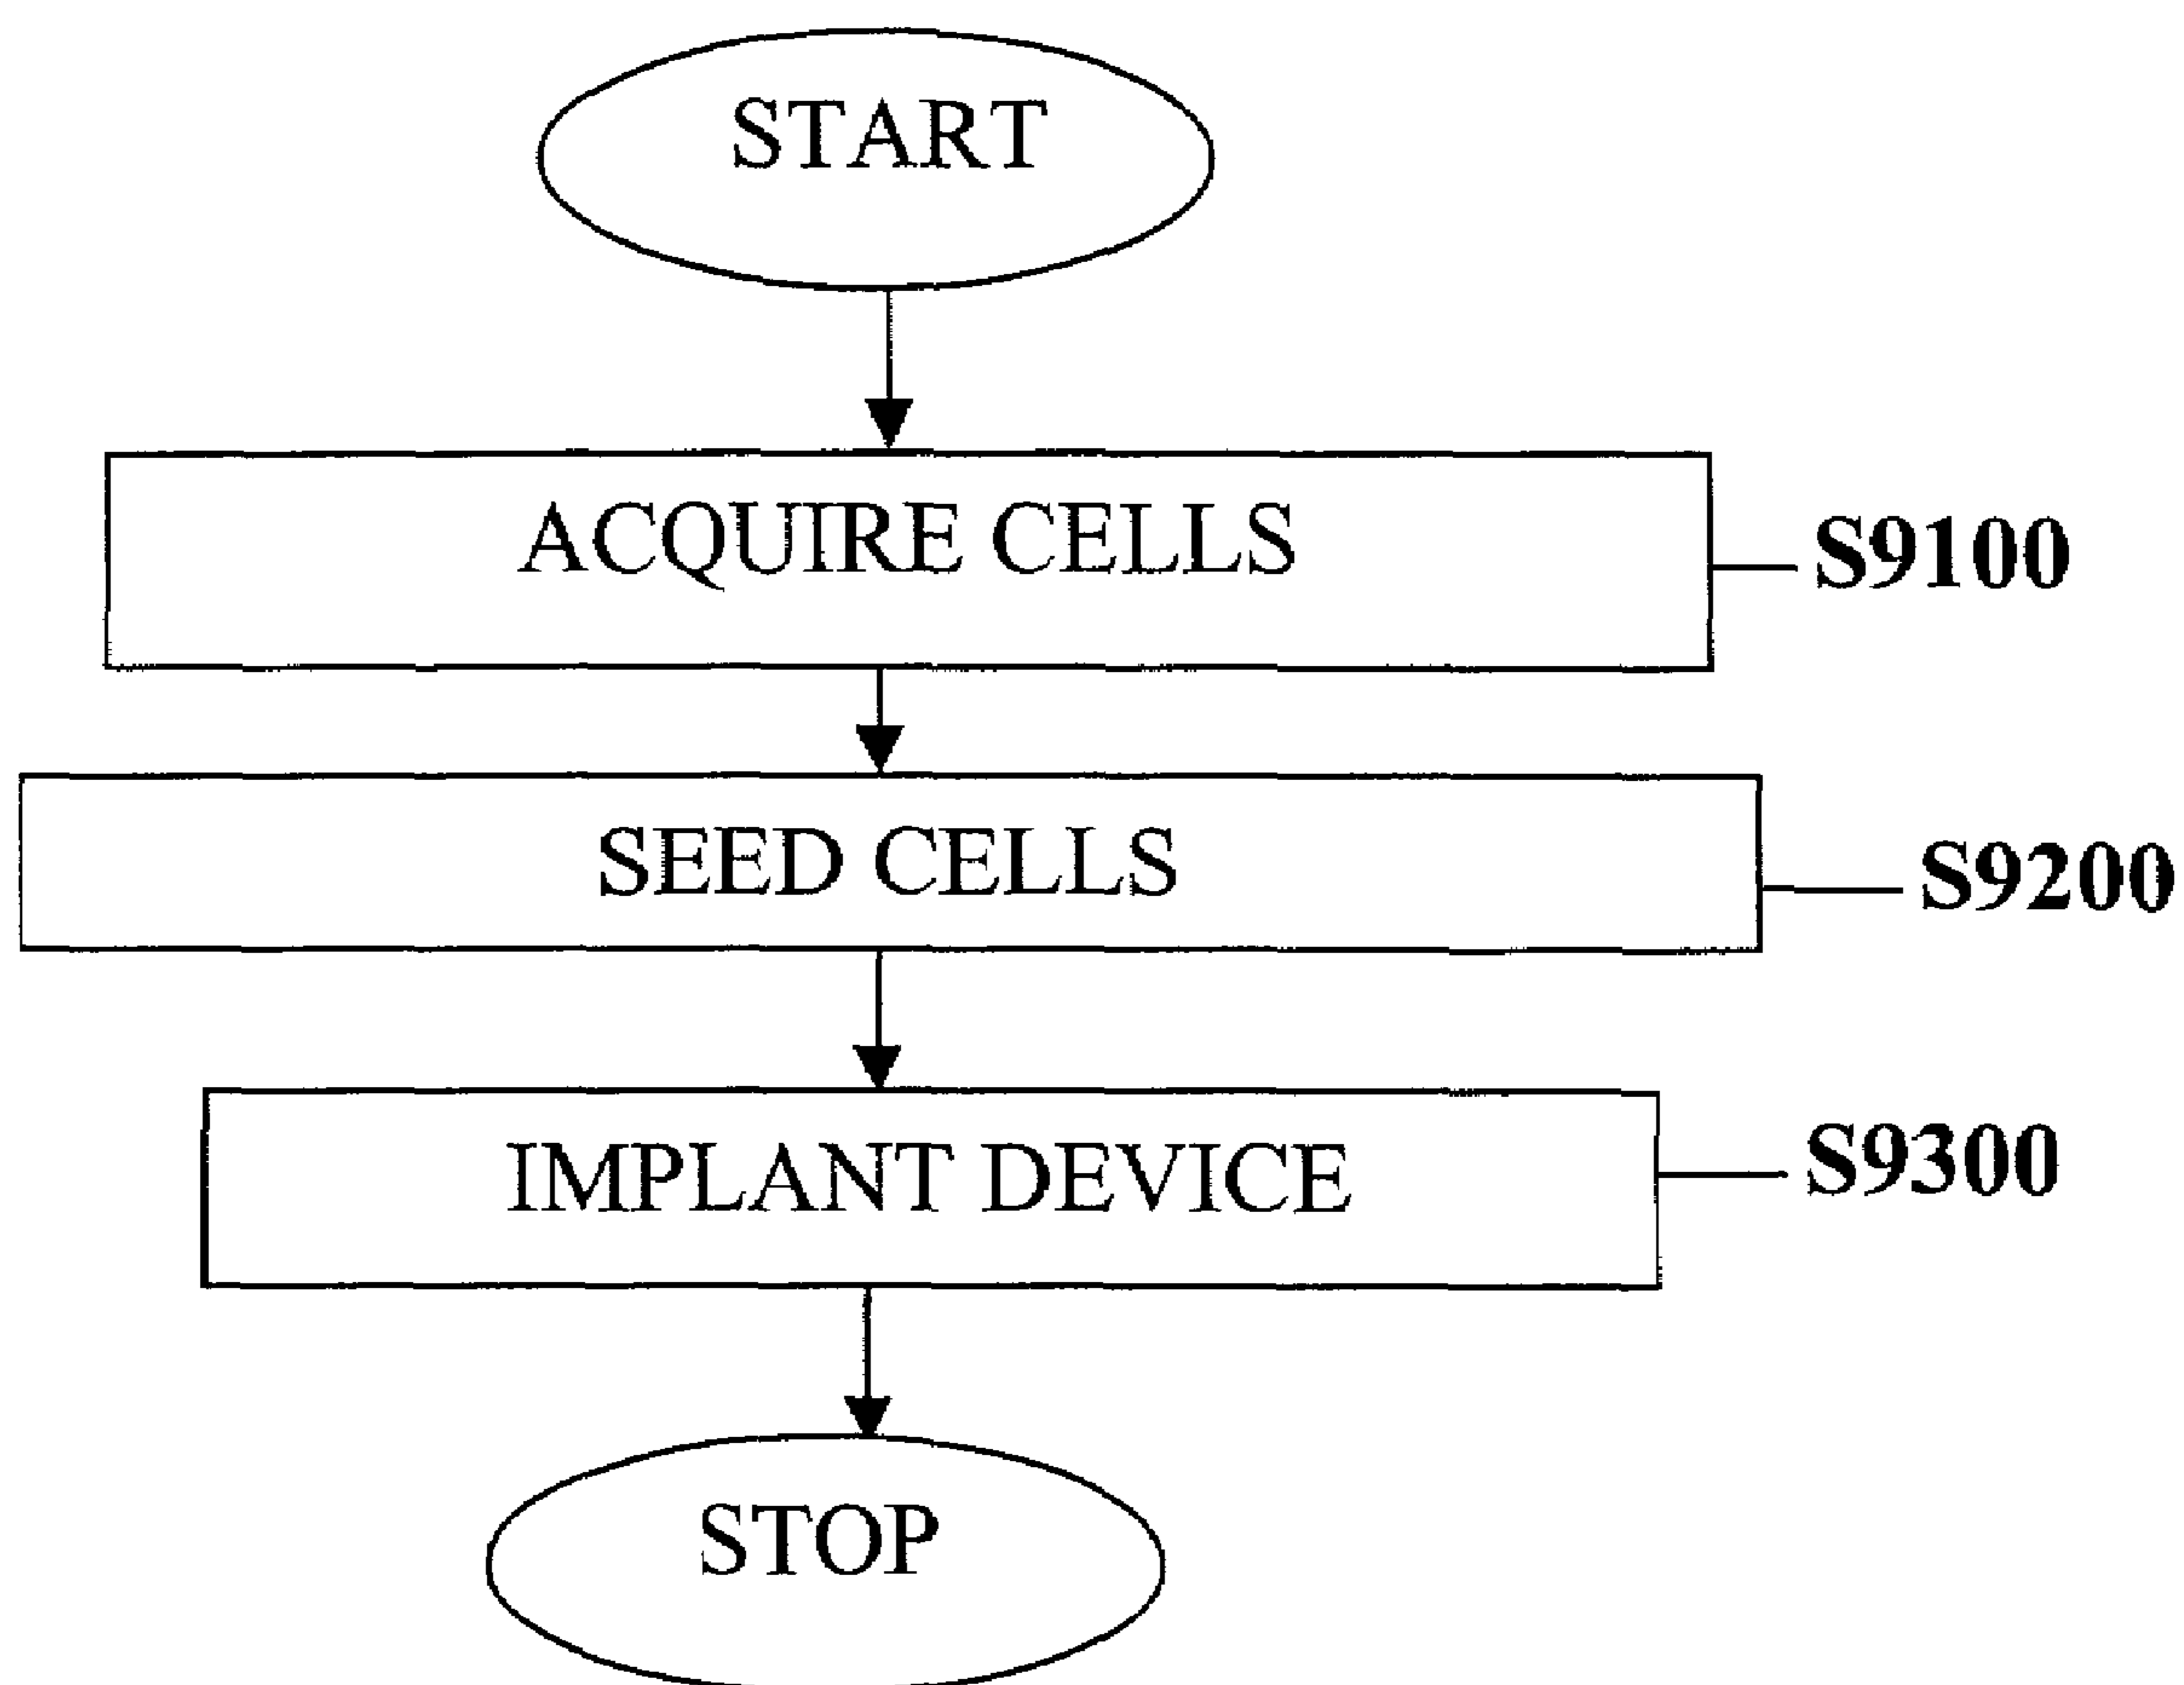 START
ACQUIRE CELLS
S9100
SEED CELLS
S9200
IMPLANT DEVICE
S9300
STOP